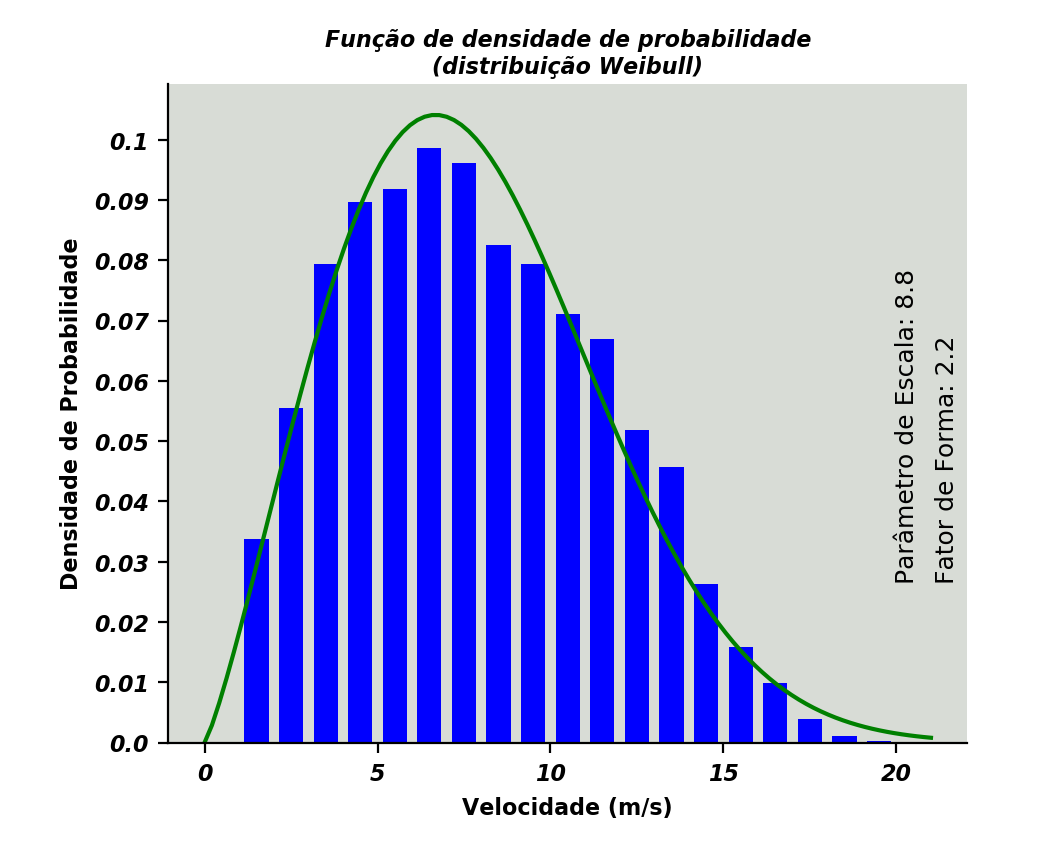 Função de densidade de probabilidade
(distribuição Weibull)
Densidade de Probabilidade
0.1
0.09
0.08
0.07
0.06
0.05
0.04
0.03
0.02
0.01
0.0
0 5 10 15 20
Velocidade (m/s)
Parâmetro de Escala: 8.8
Fator de Forma: 2.2